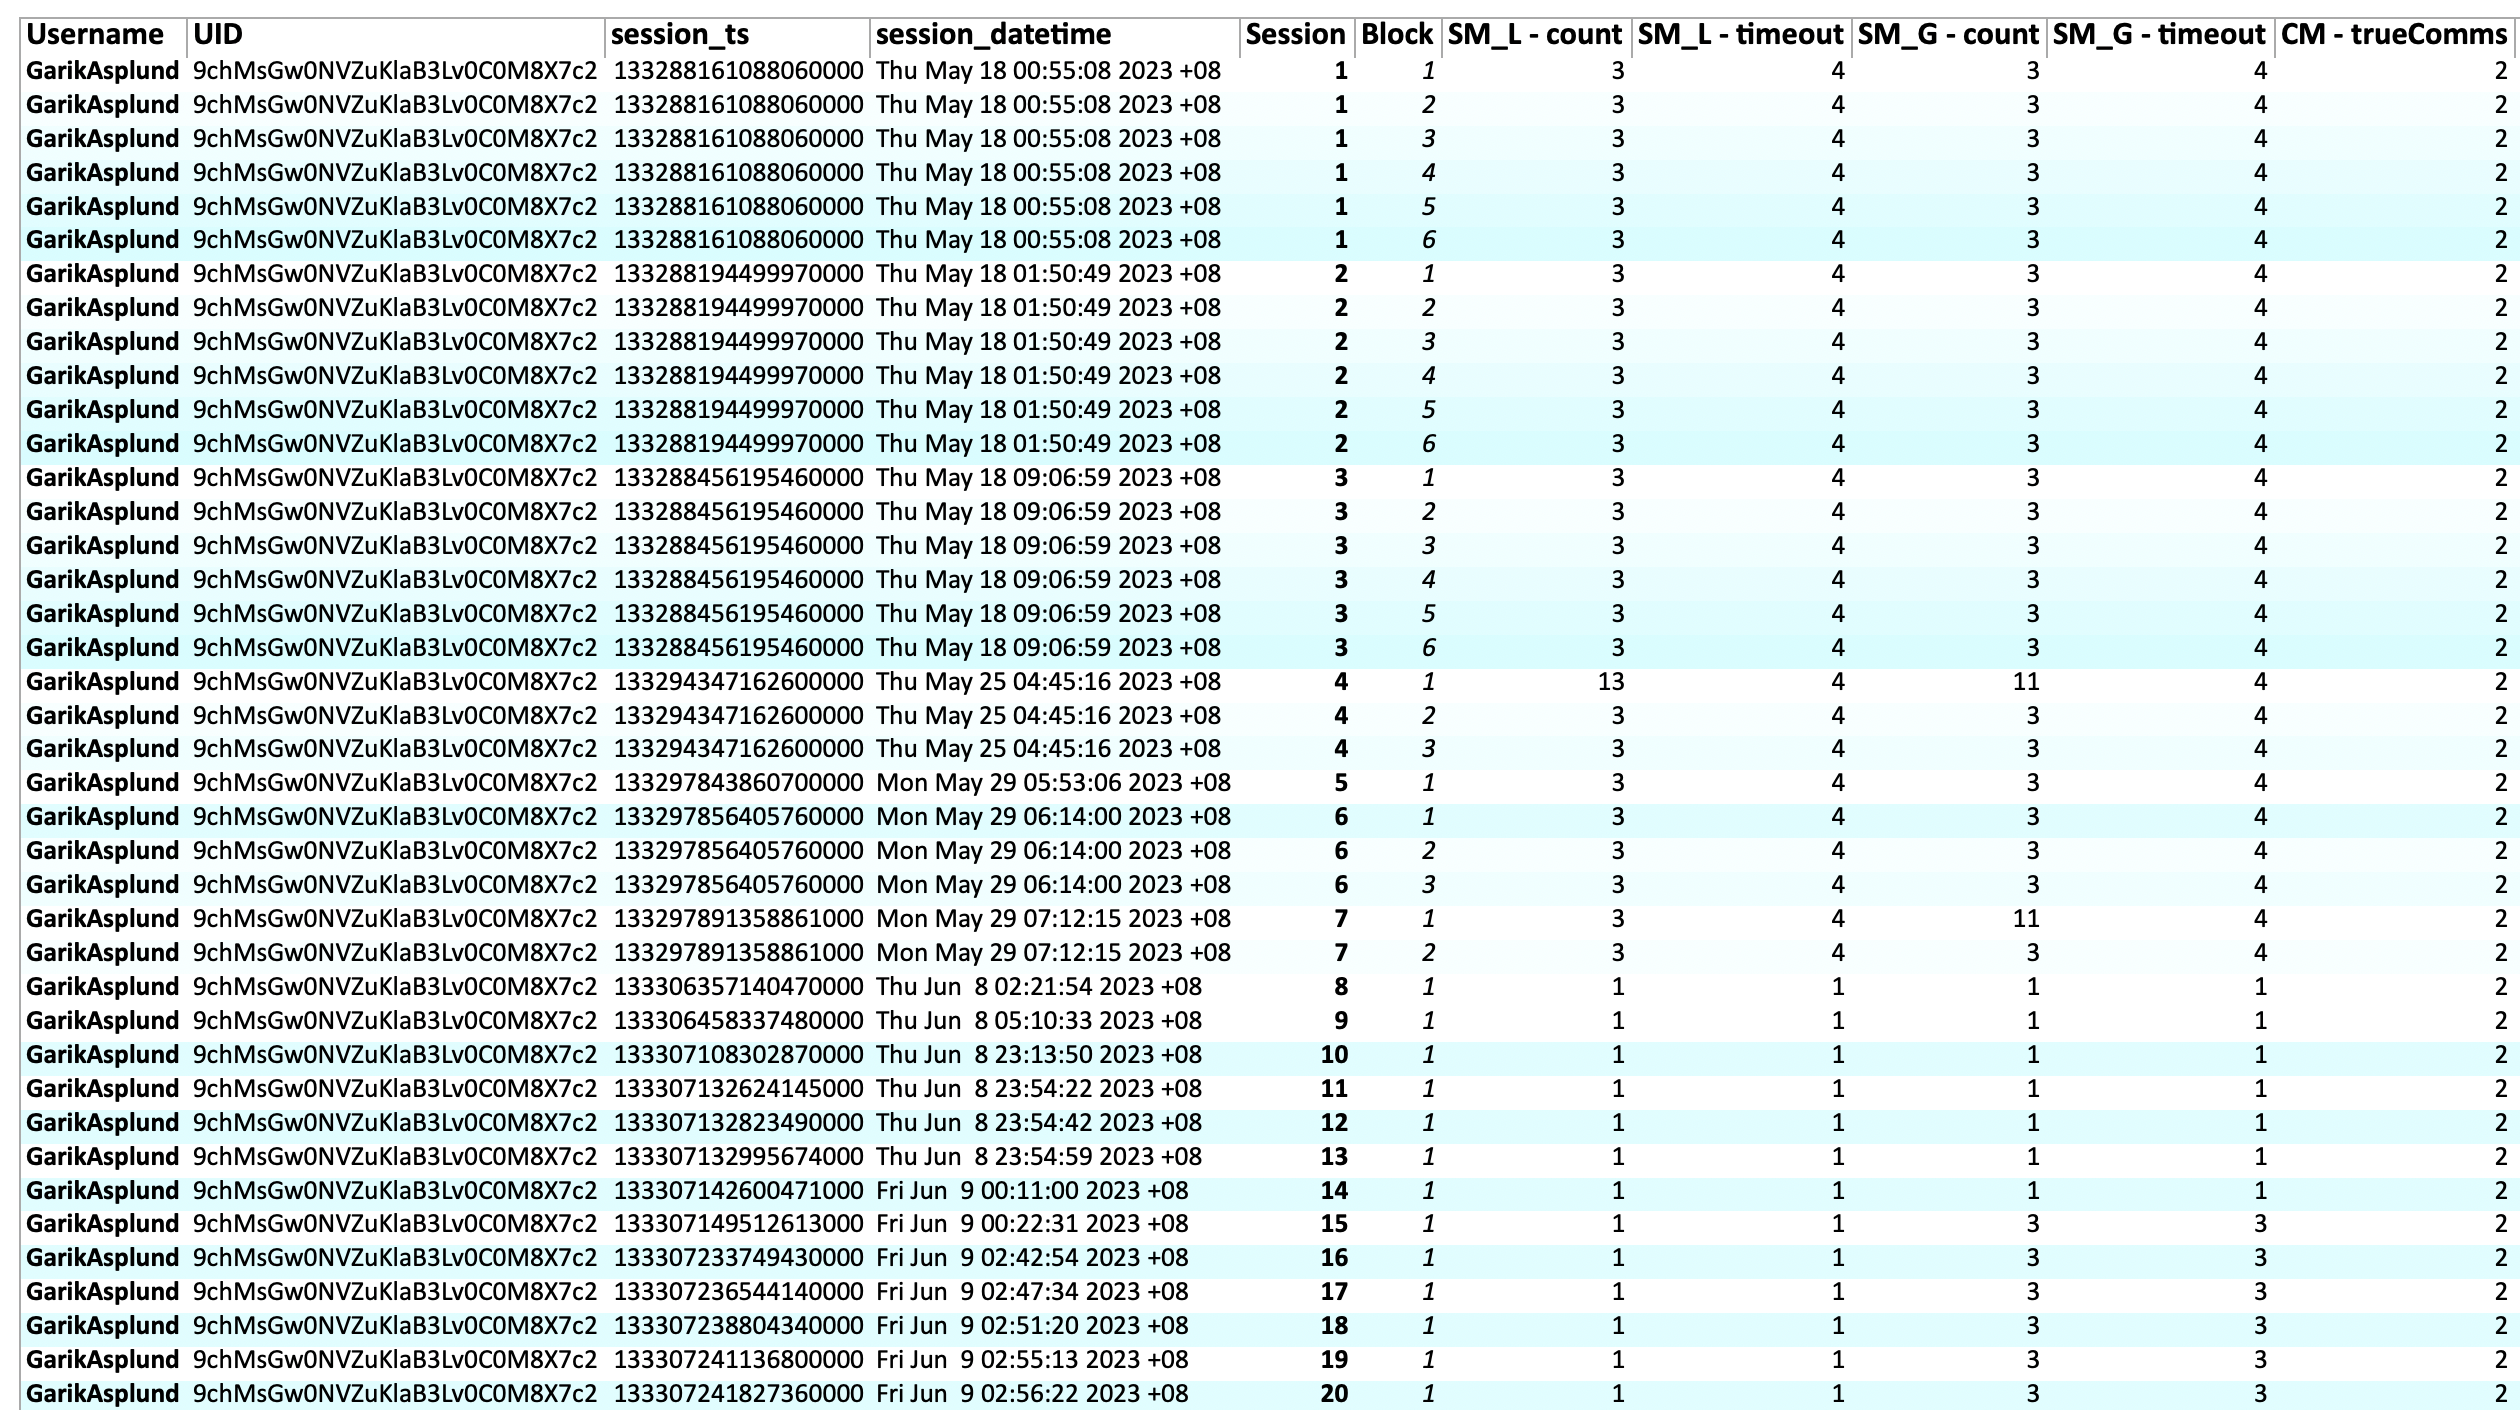 Username UID session_ts session_datetime Session Block SM_L - count SM_L - timeout SM_G - count SM_G - timeout CM - trueComms
GarikAsplund 9chMsGw0NVZuKlaB3Lv0C0M8X7c2 133288161088060000 Thu May 18 00:55:08 2023 +08 1 1 3 4 3 4 2
GarikAsplund 9chMsGw0NVZuKlaB3Lv0C0M8X7c2 133288161088060000 Thu May 18 00:55:08 2023 +08 1 2 3 4 3 4 2
GarikAsplund 9chMsGw0NVZuKlaB3Lv0C0M8X7c2 133288161088060000 Thu May 18 00:55:08 2023 +08 1 3 3 4 3 4 2
GarikAsplund 9chMsGw0NVZuKlaB3Lv0C0M8X7c2 133288161088060000 Thu May 18 00:55:08 2023 +08 1 4 3 4 3 4 2
GarikAsplund 9chMsGw0NVZuKlaB3Lv0C0M8X7c2 133288161088060000 Thu May 18 00:55:08 2023 +08 1 5 3 4 3 4 2
GarikAsplund 9chMsGw0NVZuKlaB3Lv0C0M8X7c2 133288161088060000 Thu May 18 00:55:08 2023 +08 1 6 3 4 3 4 2
GarikAsplund 9chMsGw0NVZuKlaB3Lv0C0M8X7c2 133288194499970000 Thu May 18 01:50:49 2023 +08 2 1 3 4 3 4 2
GarikAsplund 9chMsGw0NVZuKlaB3Lv0C0M8X7c2 133288194499970000 Thu May 18 01:50:49 2023 +08 2 2 3 4 3 4 2
GarikAsplund 9chMsGw0NVZuKlaB3Lv0C0M8X7c2 133288194499970000 Thu May 18 01:50:49 2023 +08 2 3 3 4 3 4 2
GarikAsplund 9chMsGw0NVZuKlaB3Lv0C0M8X7c2 133288194499970000 Thu May 18 01:50:49 2023 +08 2 4 3 4 3 4 2
GarikAsplund 9chMsGw0NVZuKlaB3Lv0C0M8X7c2 133288194499970000 Thu May 18 01:50:49 2023 +08 2 5 3 4 3 4 2
GarikAsplund 9chMsGw0NVZuKlaB3Lv0C0M8X7c2 133288194499970000 Thu May 18 01:50:49 2023 +08 2 6 3 4 3 4 2
GarikAsplund 9chMsGw0NVZuKlaB3Lv0C0M8X7c2 133288456195460000 Thu May 18 09:06:59 2023 +08 3 1 3 4 3 4 2
GarikAsplund 9chMsGw0NVZuKlaB3Lv0C0M8X7c2 133288456195460000 Thu May 18 09:06:59 2023 +08 3 2 3 4 3 4 2
GarikAsplund 9chMsGw0NVZuKlaB3Lv0C0M8X7c2 133288456195460000 Thu May 18 09:06:59 2023 +08 3 3 3 4 3 4 2
GarikAsplund 9chMsGw0NVZuKlaB3Lv0C0M8X7c2 133288456195460000 Thu May 18 09:06:59 2023 +08 3 4 3 4 3 4 2
GarikAsplund 9chMsGw0NVZuKlaB3Lv0C0M8X7c2 133288456195460000 Thu May 18 09:06:59 2023 +08 3 5 3 4 3 4 2
GarikAsplund 9chMsGw0NVZuKlaB3Lv0C0M8X7c2 133288456195460000 Thu May 18 09:06:59 2023 +08 3 6 3 4 3 4 2
GarikAsplund 9chMsGw0NVZuKlaB3Lv0C0M8X7c2 133294347162600000 Thu May 25 04:45:16 2023 +08 4 1 13 4 11 4 2
GarikAsplund 9chMsGw0NVZuKlaB3Lv0C0M8X7c2 133294347162600000 Thu May 25 04:45:16 2023 +08 4 2 3 4 3 4 2
GarikAsplund 9chMsGw0NVZuKlaB3Lv0C0M8X7c2 133294347162600000 Thu May 25 04:45:16 2023 +08 4 3 3 4 3 4 2
GarikAsplund 9chMsGw0NVZuKlaB3Lv0C0M8X7c2 133297843860700000 Mon May 29 05:53:06 2023 +08 5 1 3 4 3 4 2
GarikAsplund 9chMsGw0NVZuKlaB3Lv0C0M8X7c2 133297856405760000 Mon May 29 06:14:00 2023 +08 6 1 3 4 3 4 2
GarikAsplund 9chMsGw0NVZuKlaB3Lv0C0M8X7c2 133297856405760000 Mon May 29 06:14:00 2023 +08 6 2 3 4 3 4 2
GarikAsplund 9chMsGw0NVZuKlaB3Lv0C0M8X7c2 133297856405760000 Mon May 29 06:14:00 2023 +08 6 3 3 4 3 4 2
GarikAsplund 9chMsGw0NVZuKlaB3Lv0C0M8X7c2 133297891358861000 Mon May 29 07:12:15 2023 +08 7 1 3 4 11 4 2
GarikAsplund 9chMsGw0NVZuKlaB3Lv0C0M8X7c2 133297891358861000 Mon May 29 07:12:15 2023 +08 7 2 3 4 3 4 2
GarikAsplund 9chMsGw0NVZuKlaB3Lv0C0M8X7c2 133306357140470000 Thu Jun 8 02:21:54 2023 +08 8 1 1 1 1 1 2
GarikAsplund 9chMsGw0NVZuKlaB3Lv0C0M8X7c2 133306458337480000 Thu Jun 8 05:10:33 2023 +08 9 1 1 1 1 1 2
GarikAsplund 9chMsGw0NVZuKlaB3Lv0C0M8X7c2 133307108302870000 Thu Jun 8 23:13:50 2023 +08 10 1 1 1 1 1 2
GarikAsplund 9chMsGw0NVZuKlaB3Lv0C0M8X7c2 133307132624145000 Thu Jun 8 23:54:22 2023 +08 11 1 1 1 1 1 2
GarikAsplund 9chMsGw0NVZuKlaB3Lv0C0M8X7c2 133307132823490000 Thu Jun 8 23:54:42 2023 +08 12 1 1 1 1 1 2
GarikAsplund 9chMsGw0NVZuKlaB3Lv0C0M8X7c2 133307132995674000 Thu Jun 8 23:54:59 2023 +08 13 1 1 1 1 1 2
GarikAsplund 9chMsGw0NVZuKlaB3Lv0C0M8X7c2 133307142600471000 Fri Jun 9 00:11:00 2023 +08 14 1 1 1 1 1 2
GarikAsplund 9chMsGw0NVZuKlaB3Lv0C0M8X7c2 133307149512613000 Fri Jun 9 00:22:31 2023 +08 15 1 1 1 3 3 2
GarikAsplund 9chMsGw0NVZuKlaB3Lv0C0M8X7c2 133307233749430000 Fri Jun 9 02:42:54 2023 +08 16 1 1 1 3 3 2
GarikAsplund 9chMsGw0NVZuKlaB3Lv0C0M8X7c2 133307236544140000 Fri Jun 9 02:47:34 2023 +08 17 1 1 1 3 3 2
GarikAsplund 9chMsGw0NVZuKlaB3Lv0C0M8X7c2 133307238804340000 Fri Jun 9 02:51:20 2023 +08 18 1 1 1 3 3 2
GarikAsplund 9chMsGw0NVZuKlaB3Lv0C0M8X7c2 133307241136800000 Fri Jun 9 02:55:13 2023 +08 19 1 1 1 3 3 2
GarikAsplund 9chMsGw0NVZuKlaB3Lv0C0M8X7c2 133307241827360000 Fri Jun 9 02:56:22 2023 +08 20 1 1 1 3 3 2